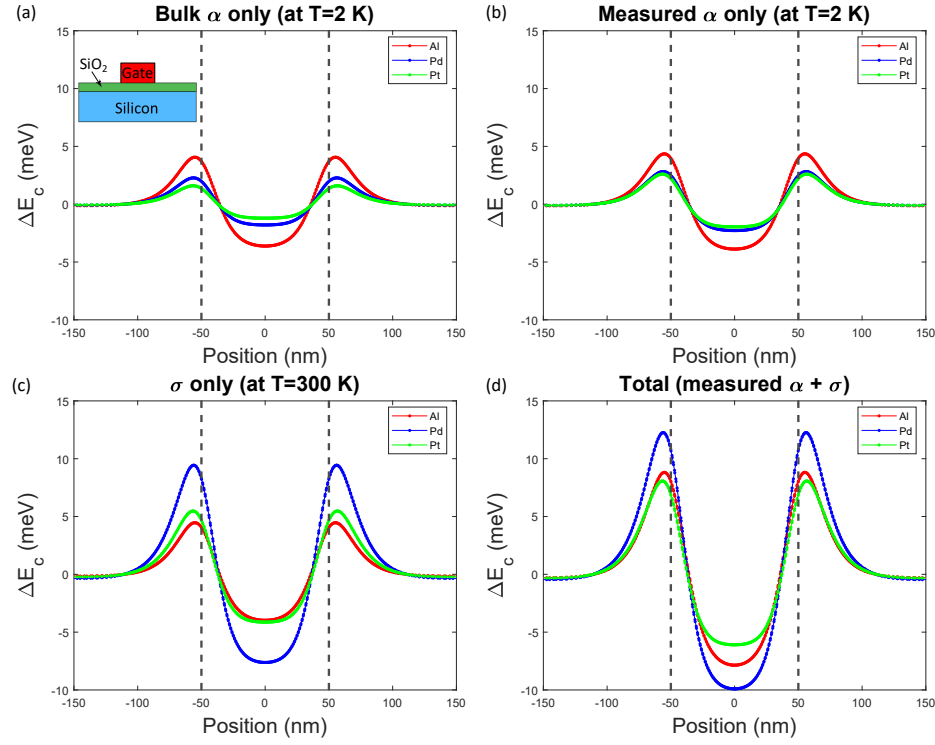 (a)
Bulk α only (at T=2 K)
15
10
5
0
-5
-10
ΔE_c (meV)
-150 -100 -50 0 50 100 150
Position (nm)
Al
Pd
Pt
SiO₂
Gate
Silicon
(b)
Measured α only (at T=2 K)
15
10
5
0
-5
-10
ΔE_c (meV)
-150 -100 -50 0 50 100 150
Position (nm)
Al
Pd
Pt
(c)
σ only (at T=300 K)
15
10
5
0
-5
-10
ΔE_c (meV)
-150 -100 -50 0 50 100 150
Position (nm)
Al
Pd
Pt
(d)
Total (measured α + σ)
15
10
5
0
-5
-10
ΔE_c (meV)
-150 -100 -50 0 50 100 150
Position (nm)
Al
Pd
Pt